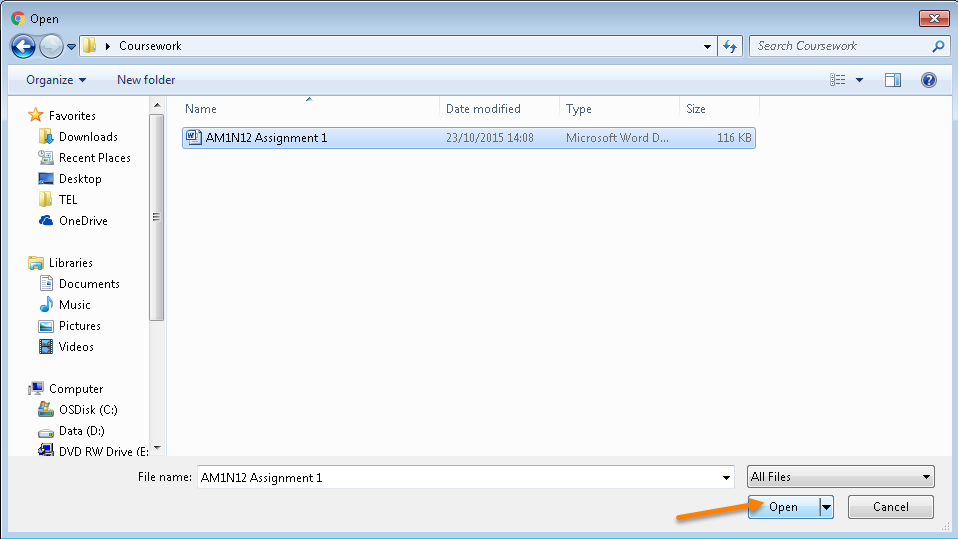 Open
Coursework
Search Coursework
Organize
New folder
Name Date modified Type Size
AM1N12 Assignment 1 23/10/2015 14:08 Microsoft Word D... 116 KB
Favorites
Downloads
Recent Places
Desktop
TEL
OneDrive
Libraries
Documents
Music
Pictures
Videos
Computer
OSDisk (C:)
Data (D:)
DVD RW Drive (E:
File name: AM1N12 Assignment 1
All Files
Open
Cancel